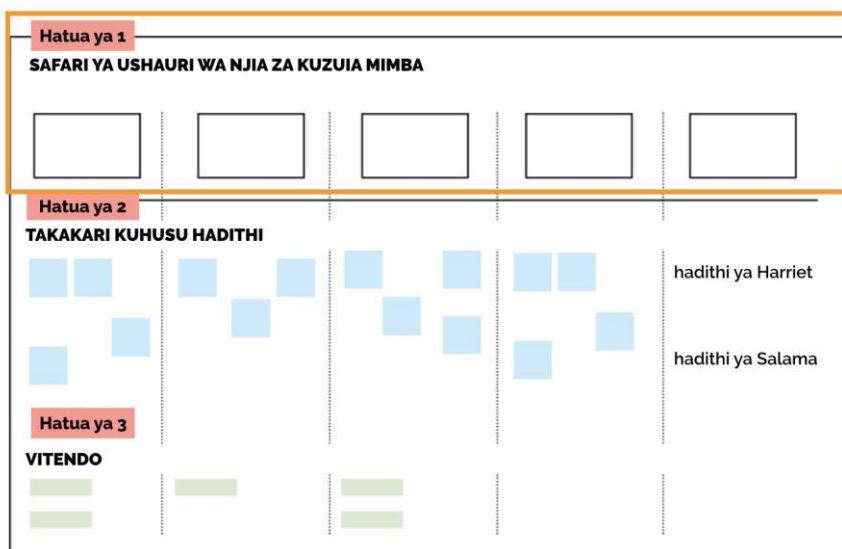 Hatua ya 1
SAFARI YA USHAURI WA NJIA ZA KUZUIA MIMBA
Hatua ya 2
TAKAKARI KUHUSU HADITHI
hadithi ya Harriet
hadithi ya Salama
Hatua ya 3
VITENDO